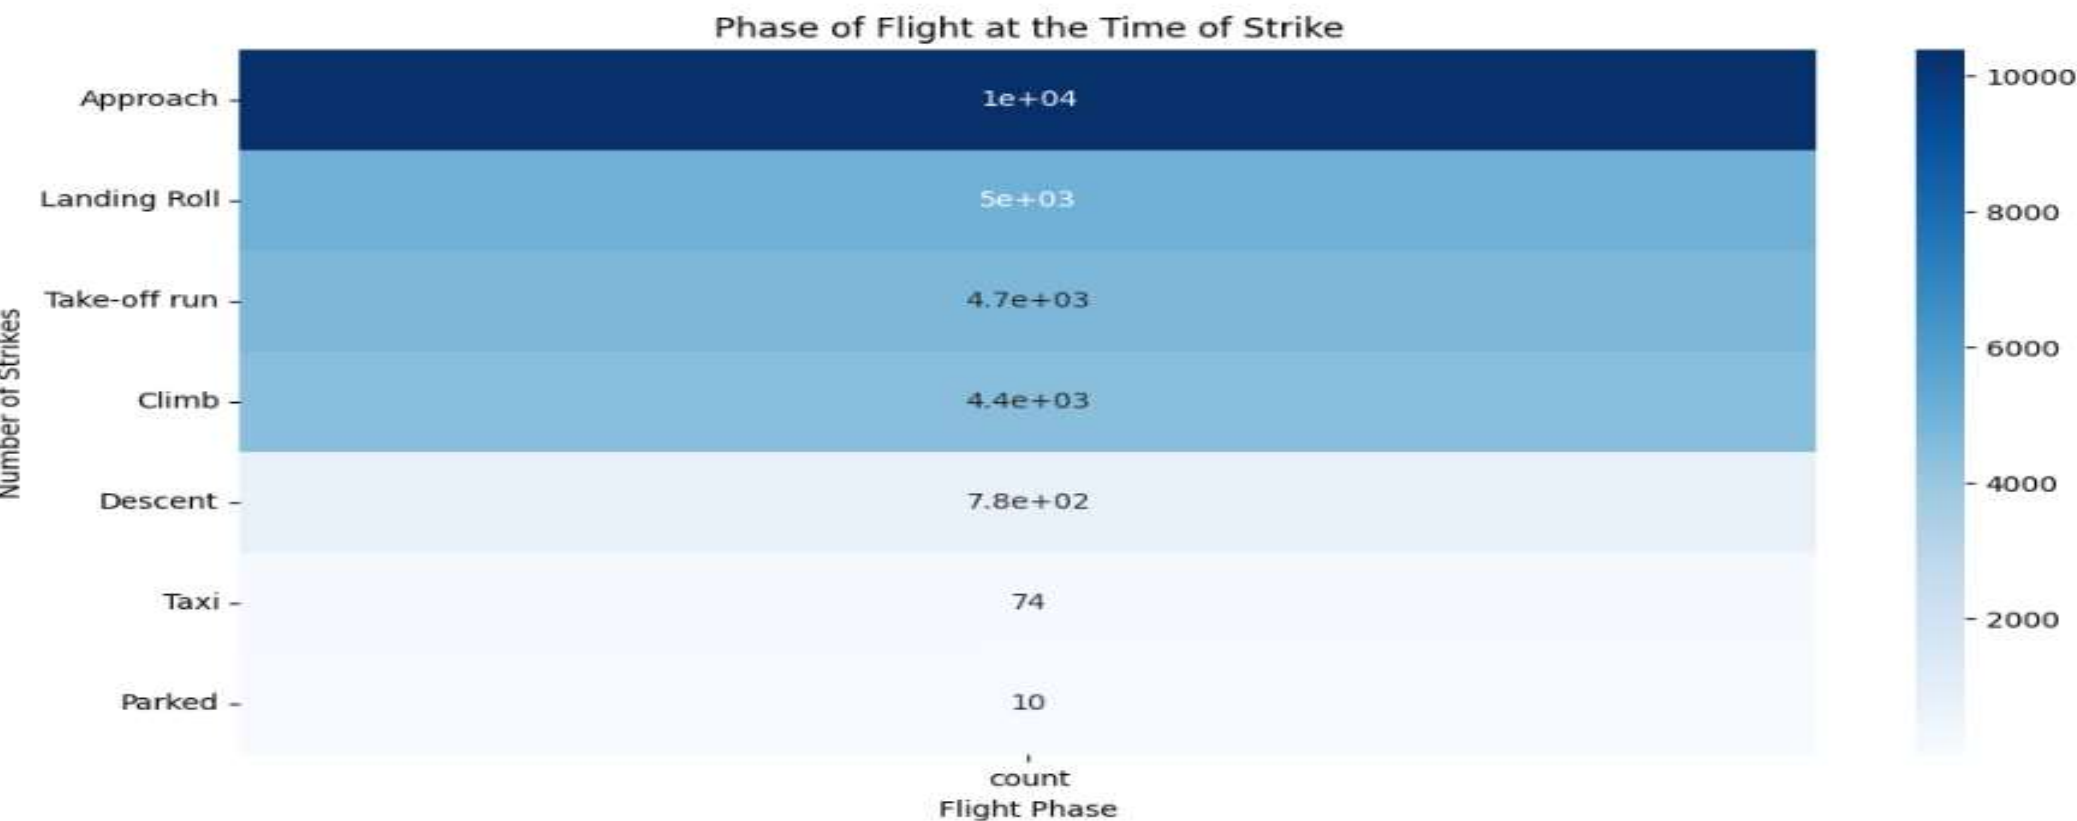 Phase of Flight at the Time of Strike
Number of Strikes
Approach 1e+04
Landing Roll 5e+03
Take-off run 4.7e+03
Climb 4.4e+03
Descent 7.8e+02
Taxi 74
Parked 10
count
Flight Phase
10000
8000
6000
4000
2000